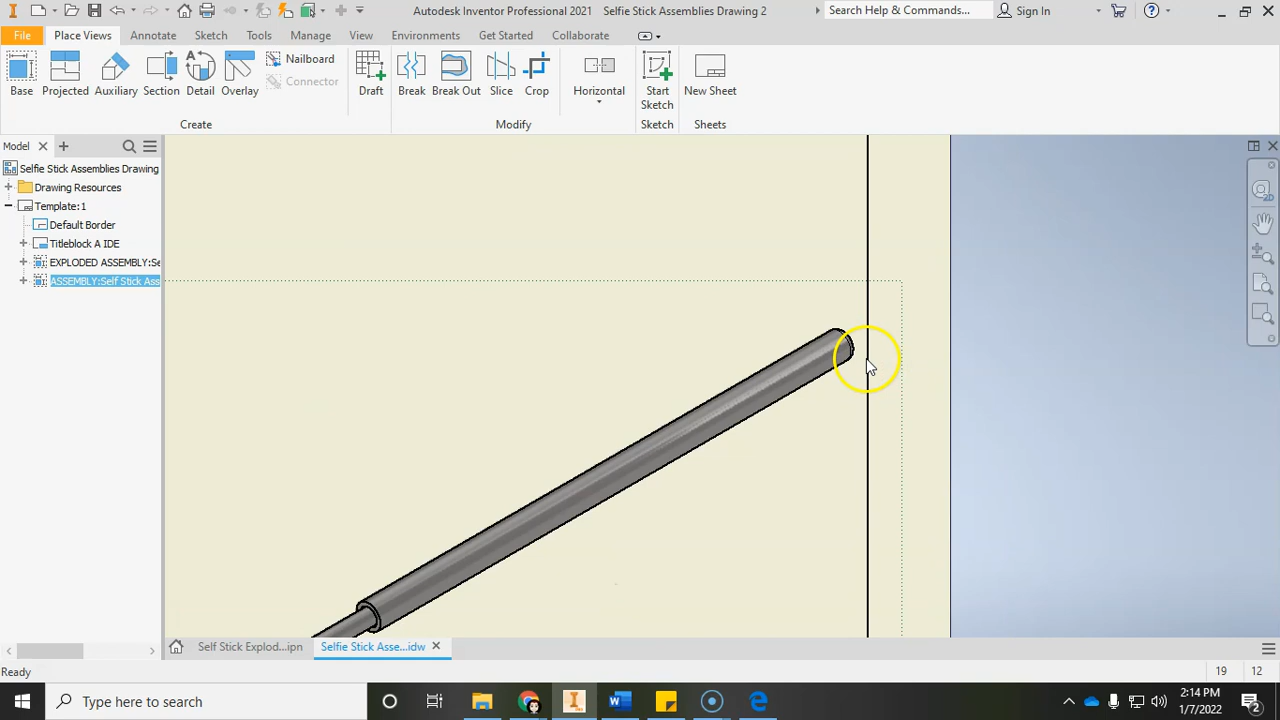 Autodesk Inventor Professional 2021 Selfie Stick Assemblies Drawing 2
Search Help & Commands...
Sign In
File
Place Views
Annotate
Sketch
Tools
Manage
View
Environments
Get Started
Collaborate
Base
Projected
Auxiliary
Section
Detail
Overlay
Nailboard
Connector
Draft
Break
Break Out
Slice
Crop
Horizontal
Start
Sketch
New Sheet
Create
Modify
Sketch
Sheets
Model
Selfie Stick Assemblies Drawing
Drawing Resources
Template:1
Default Border
Titleblock A IDE
EXPLODED ASSEMBLY:Se
ASSEMBLY:Self Stick Ass
Self Stick Explod...ipn
Selfie Stick Asse...idw
Ready
19
12
Type here to search
2:14 PM
1/7/2022
2